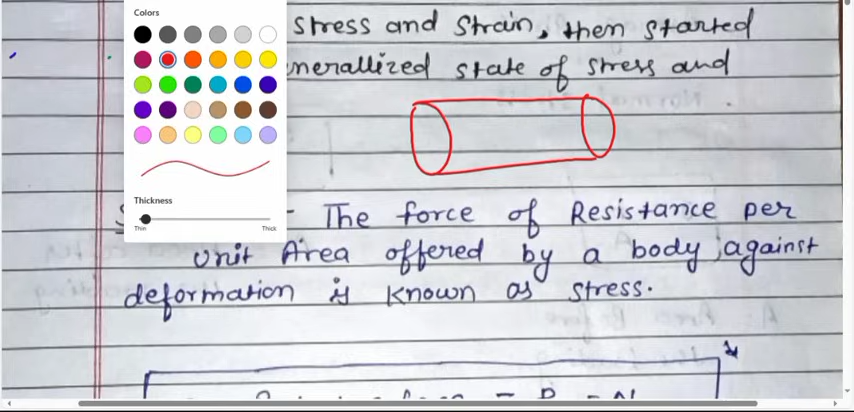 Colors
stress and strain, then started
nerallized state of stress and
Thickness
Thin Thick
- The force of Resistance per
Unit Area offered by a body against
deformation is known as stress.